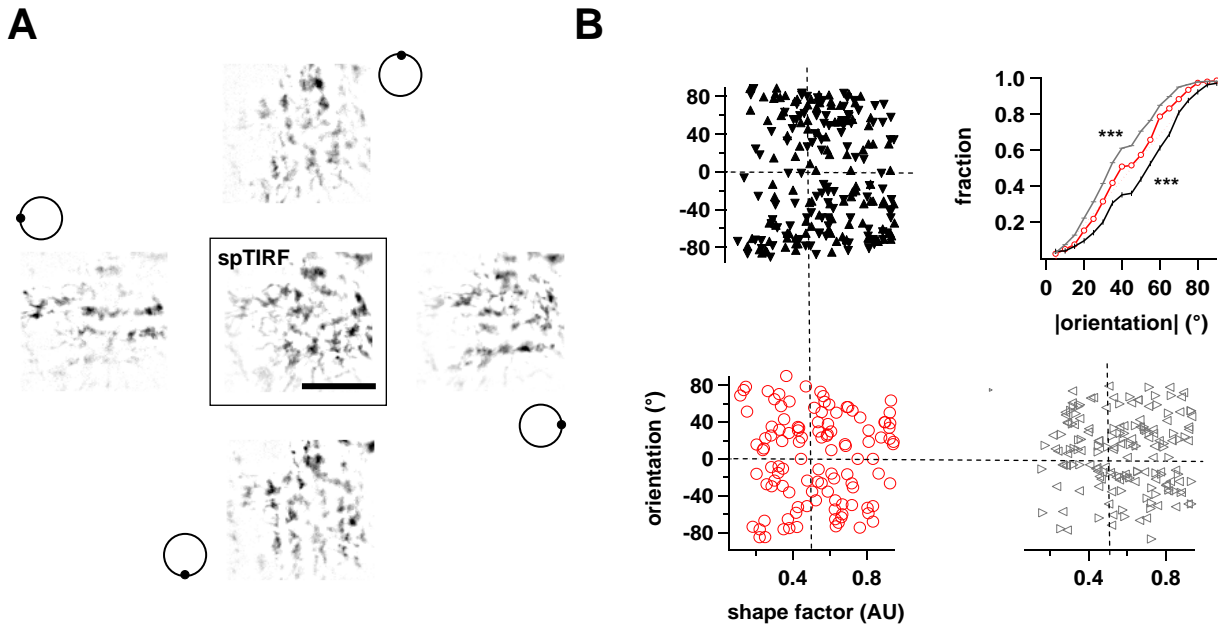 A
B
spTIRF
80
40
0
-40
-80
1.0
0.8
0.6
0.4
0.2
fraction
***
***
0 20 40 60 80
|orientation| (°)
80
40
0
-40
-80
orientation (°)
0.4 0.8
shape factor (AU)
0.4 0.8